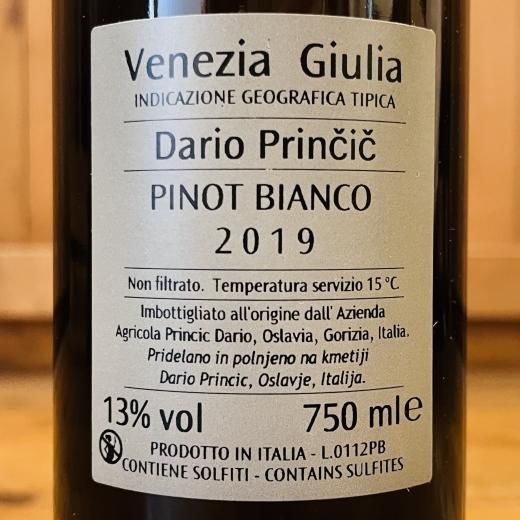 Venezia Giulia
INDICAZIONE GEOGRAFICA TIPICA
Dario Prinčič
PINOT BIANCO
2019
Non filtrato. Temperatura servizio 15 °C.
Imbottigliato all'origine dall' Azienda
Agricola Princic Dario, Oslavia, Gorizia, Italia.
Pridelano in polnjeno na kmetiji
Dario Princic, Oslavje, Italija.
13% vol 750 ml e
PRODOTTO IN ITALIA - L.0112PB
CONTIENE SOLFITI - CONTAINS SULFITES